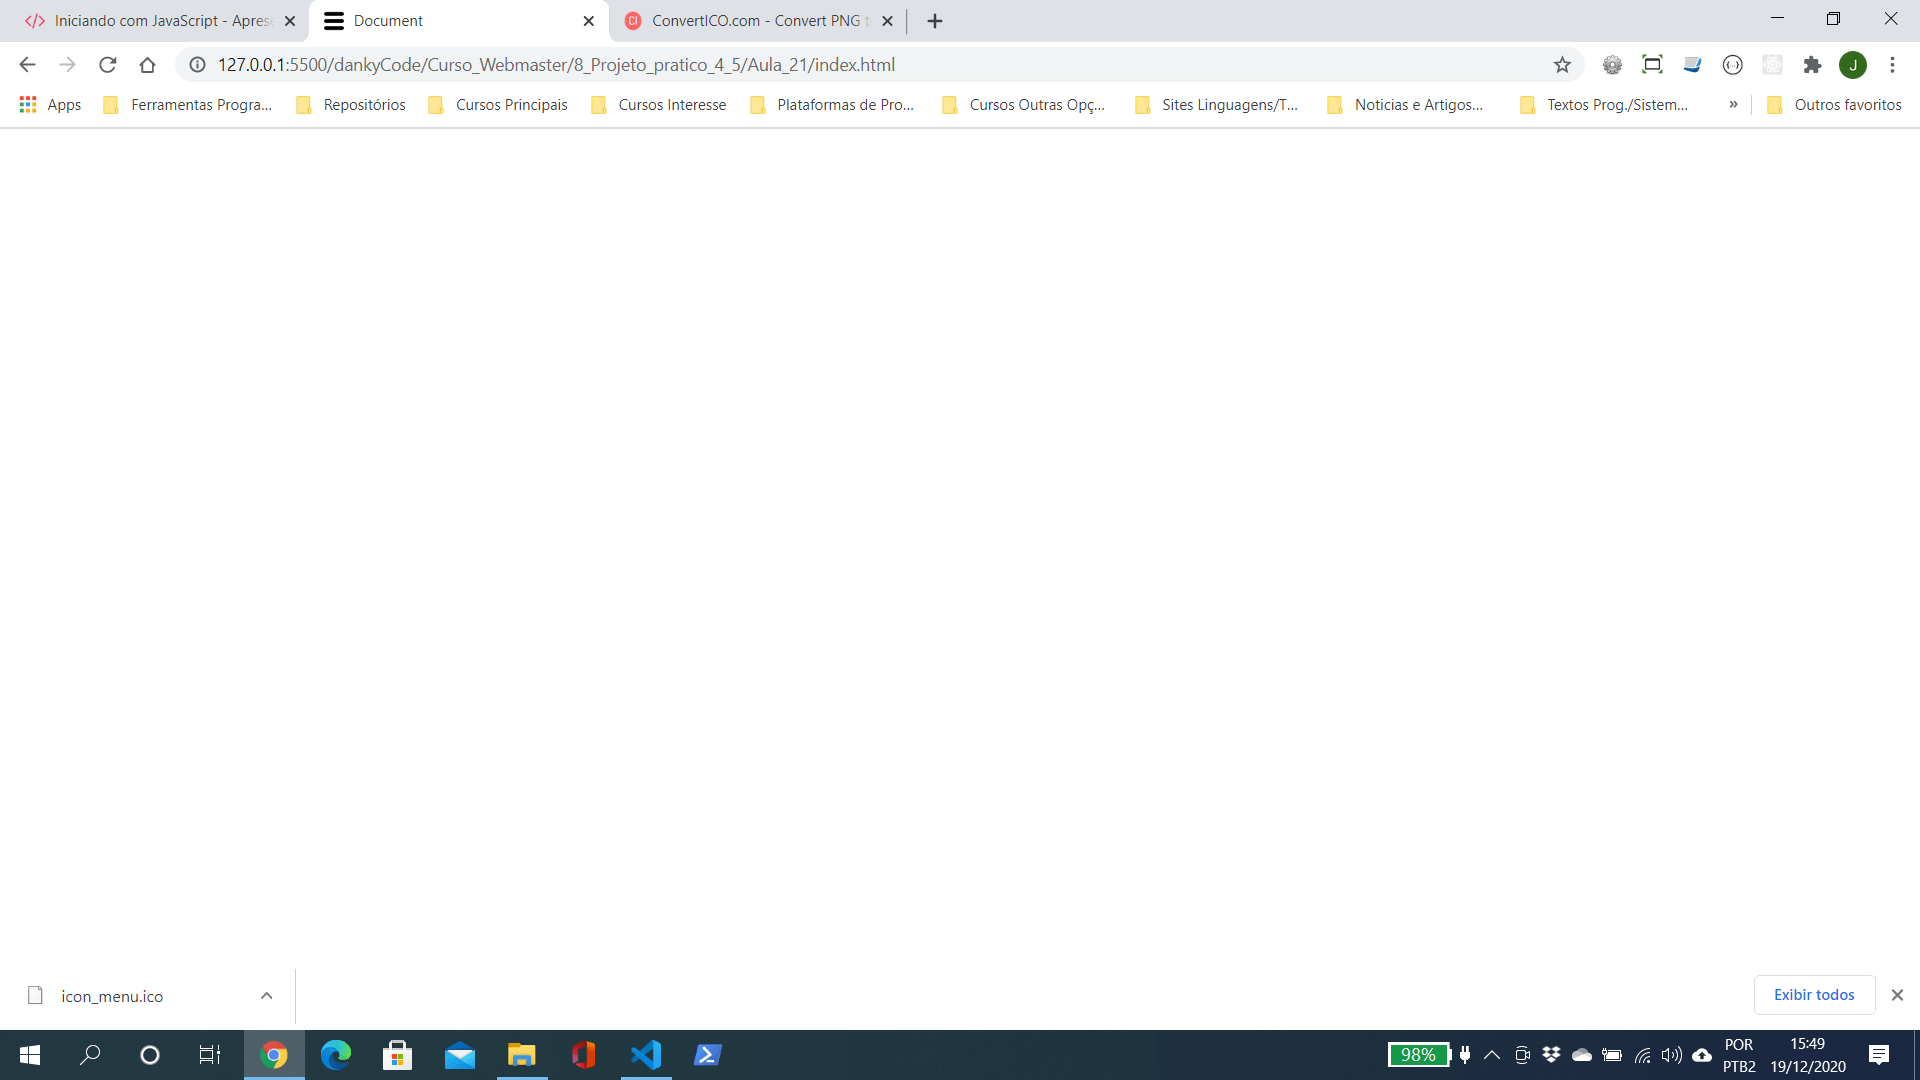 Iniciando com JavaScript - Aprese
Document
ConvertICO.com - Convert PNG t
127.0.0.1:5500/dankyCode/Curso_Webmaster/8_Projeto_pratico_4_5/Aula_21/index.html
J
Apps
Ferramentas Progra...
Repositórios
Cursos Principais
Cursos Interesse
Plataformas de Pro...
Cursos Outras Opç...
Sites Linguagens/T...
Noticias e Artigos...
Textos Prog./Sistem...
»
Outros favoritos
icon_menu.ico
Exibir todos
98%
POR
PTB2
15:49
19/12/2020